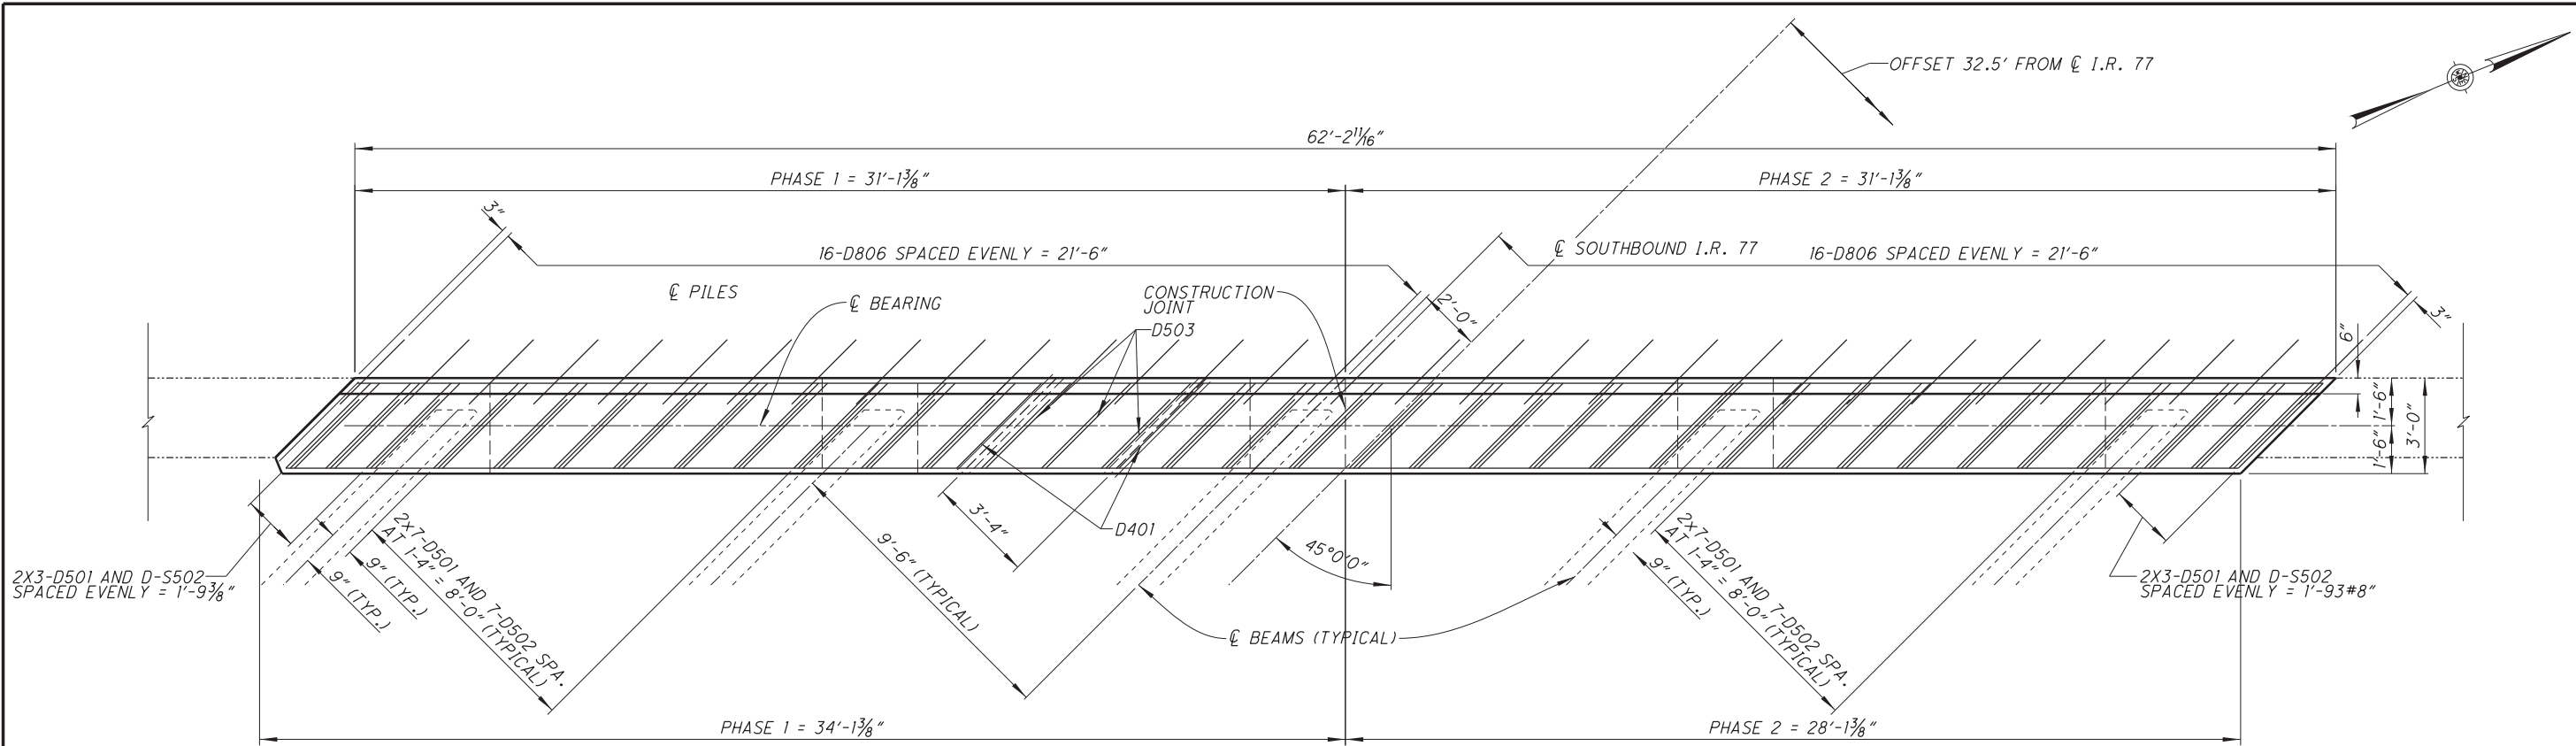 OFFSET 32.5' FROM ℄ I.R. 77
62'-2 11/16"
PHASE 1 = 31'-1 3/8"
PHASE 2 = 31'-1 3/8"
3"
16-D806 SPACED EVENLY = 21'-6"
℄ SOUTHBOUND I.R. 77
16-D806 SPACED EVENLY = 21'-6"
℄ PILES
℄ BEARING
CONSTRUCTION
JOINT
D503
2'-0"
3"
6"
1'-6"
1'-6"
3'-0"
3'-4"
D401
9'-6" (TYPICAL)
45°0'0"
2X3-D501 AND D-S502
SPACED EVENLY = 1'-9 3/8"
9" (TYP.)
9" (TYP.)
2x7-D501 AND 7-D502 SPA.
AT 1-4" = 8'-0" (TYPICAL)
℄ BEAMS (TYPICAL)
9" (TYP.)
2x7-D501 AND 7-D502 SPA.
AT 1-4" = 8'-0" (TYPICAL)
2X3-D501 AND D-S502
SPACED EVENLY = 1'-93#8"
PHASE 1 = 34'-1 3/8"
PHASE 2 = 28'-1 3/8"